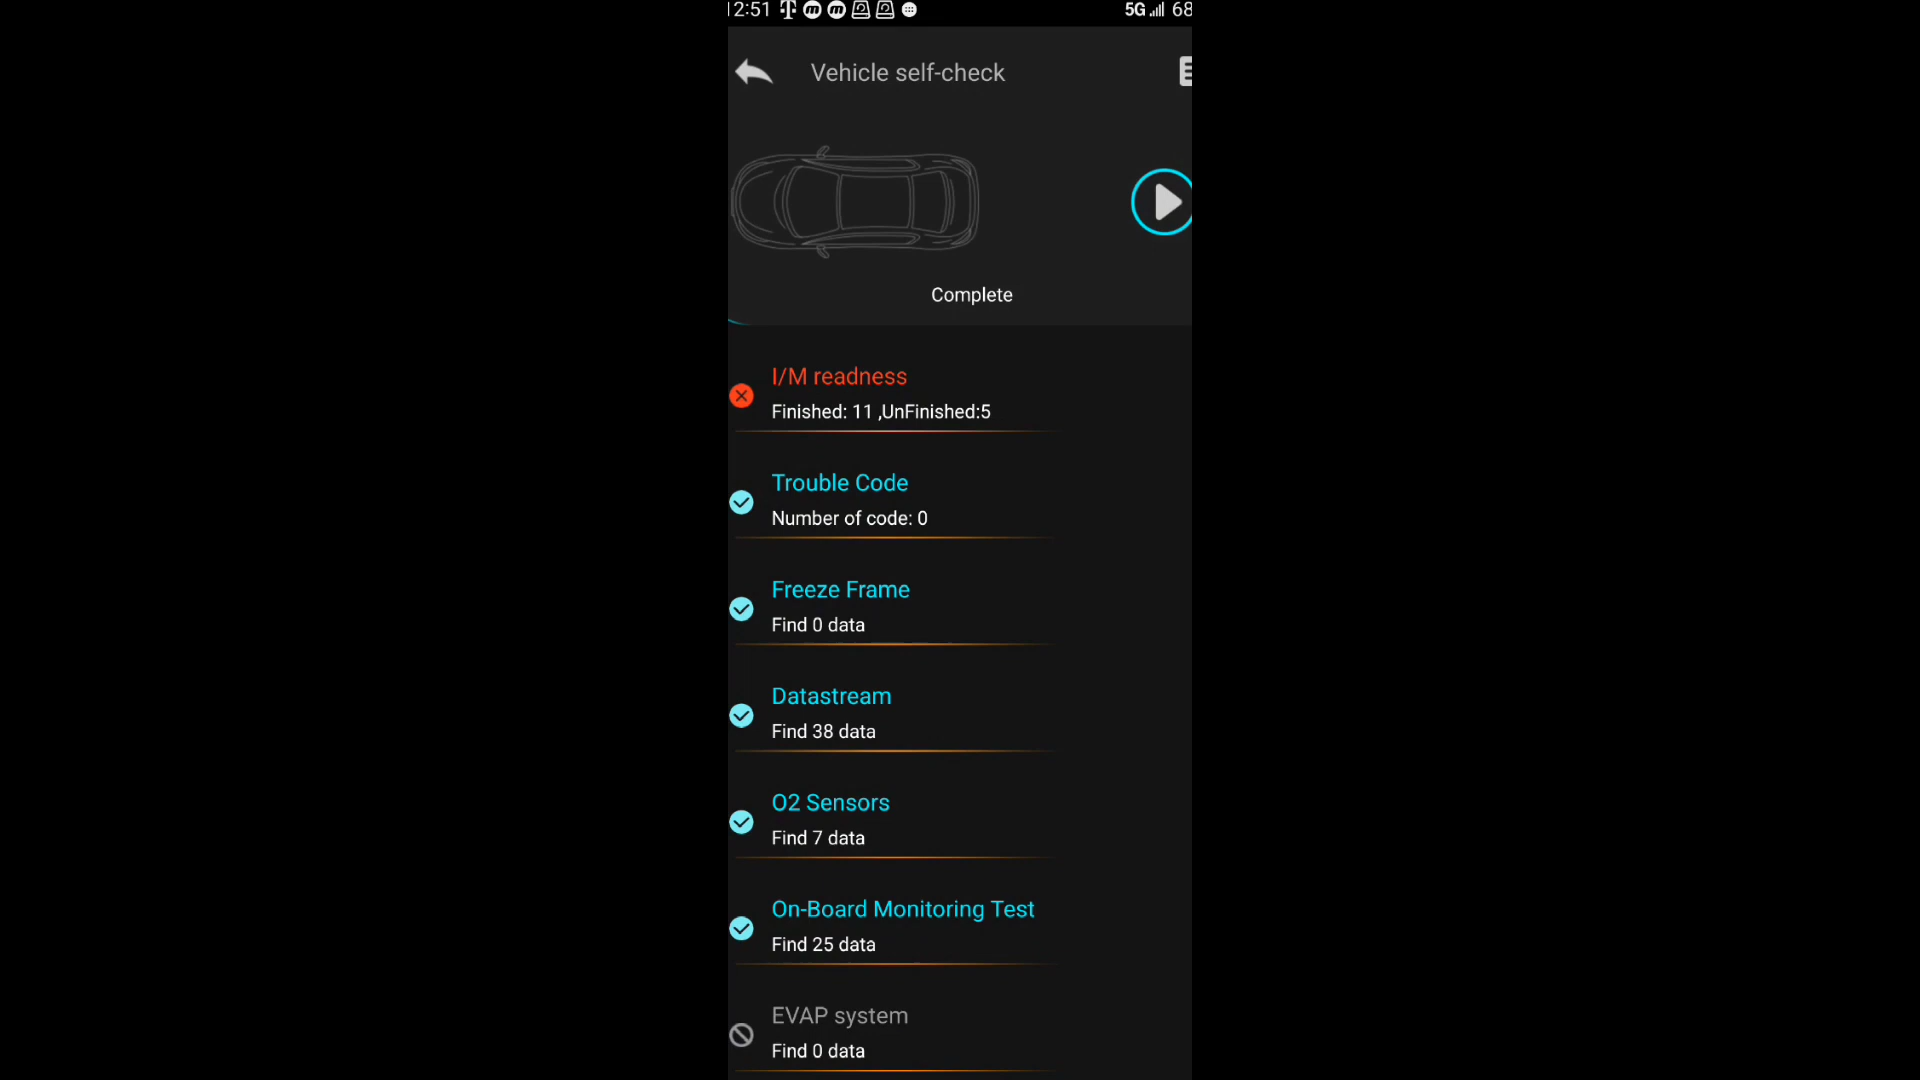 12:51 5G 68
Vehicle self-check
Complete
I/M readness
Finished: 11 ,UnFinished:5
Trouble Code
Number of code: 0
Freeze Frame
Find 0 data
Datastream
Find 38 data
O2 Sensors
Find 7 data
On-Board Monitoring Test
Find 25 data
EVAP system
Find 0 data